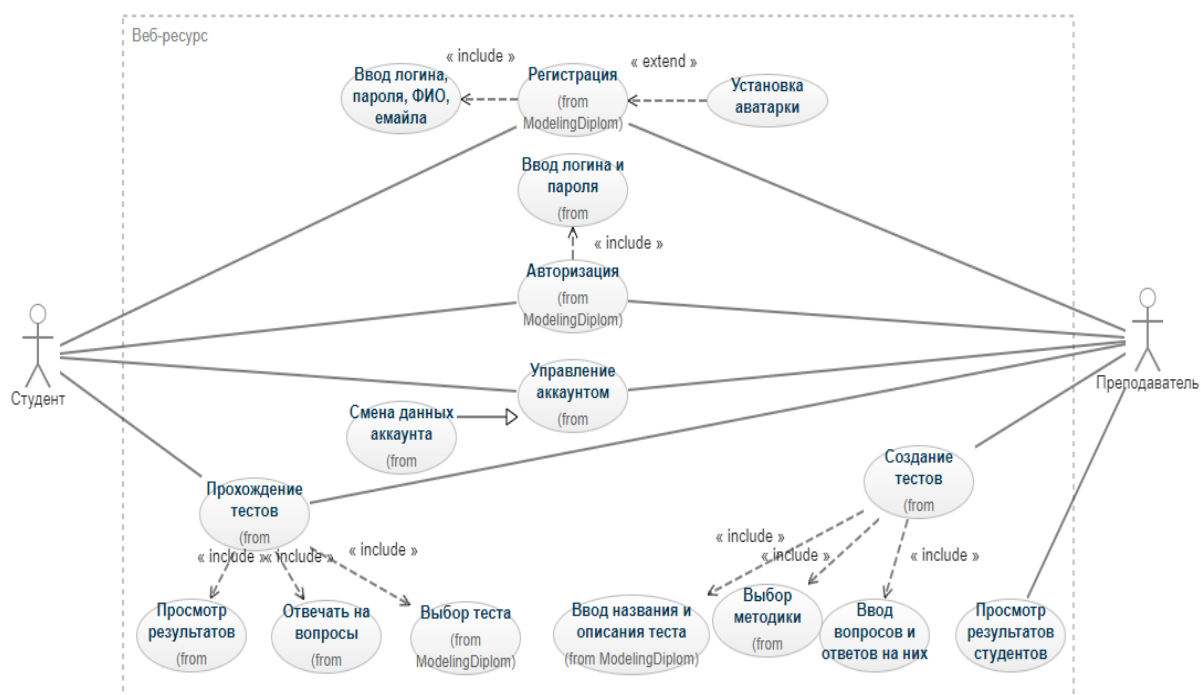 Веб-ресурс
« include »
« extend »
Ввод логина,
пароля, ФИО,
емайла
Регистрация
(from
ModelingDiplom)
Установка
аватарки
Ввод логина и
пароля
(from
« include »
Авторизация
(from
ModelingDiplom)
Студент
Преподаватель
Управление
аккаунтом
(from
Смена данных
аккаунта
(from
Прохождение
тестов
(from
Создание
тестов
(from
« include »
« include »
« include »
« include »
« include »
« include »
Просмотр
результатов
(from
Отвечать на
вопросы
(from
Выбор теста
(from
ModelingDiplom)
Ввод названия и
описания теста
(from ModelingDiplom)
Выбор
методики
(from
Ввод
вопросов и
ответов на них
Просмотр
результатов
студентов